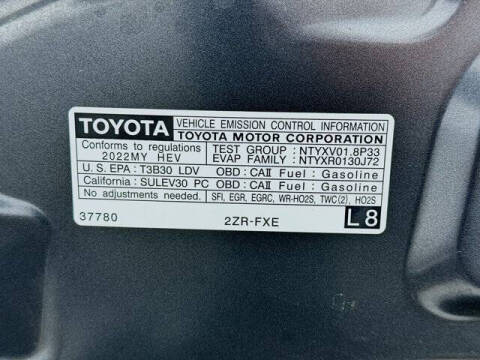 TOYOTA VEHICLE EMISSION CONTROL INFORMATION
TOYOTA MOTOR CORPORATION
Conforms to regulations TEST GROUP : NTYXV01.8P33
2022MY HEV EVAP FAMILY : NTYXR0130J72
U.S. EPA : T3B30 LDV OBD : CAII Fuel : Gasoline
California : SULEV30 PC OBD : CAII Fuel : Gasoline
No adjustments needed. SFI, EGR, EGRC, WR-HO2S, TWC(2), HO2S
37780 2ZR-FXE L8